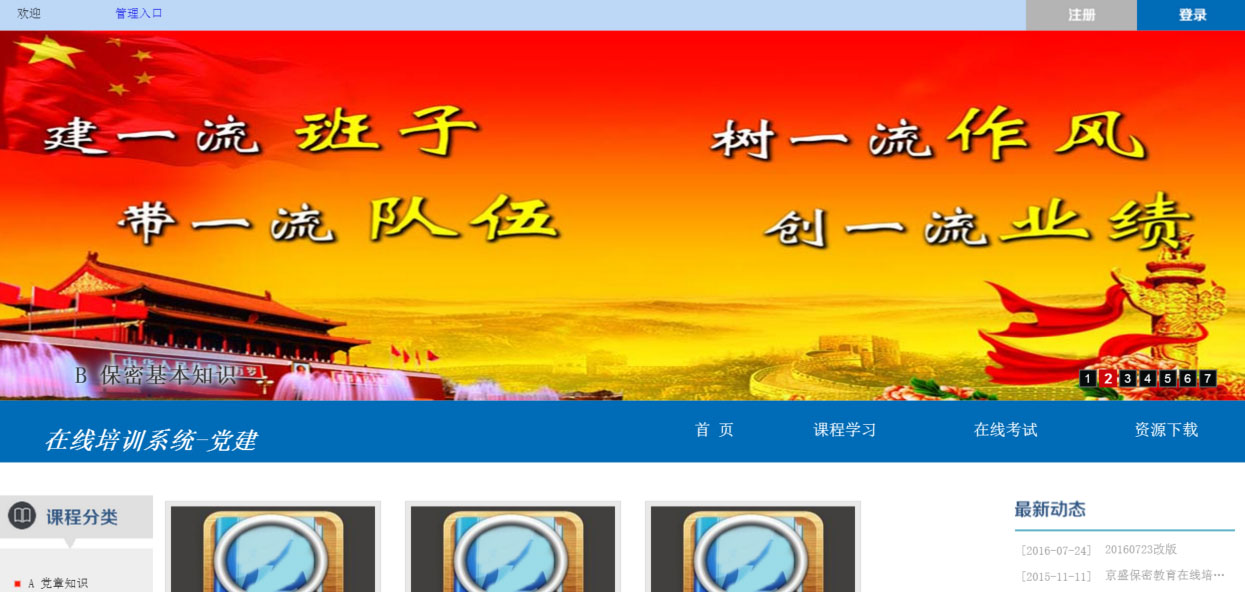 欢迎 管理入口 注册 登录
建一流班子 树一流作风
带一流队伍 创一流业绩
B 保密基本知识
1 2 3 4 5 6 7
在线培训系统-党建 首 页 课程学习 在线考试 资源下载
课程分类
A 党章知识
最新动态
[2016-07-24] 20160723改版
[2015-11-11] 京盛保密教育在线培…